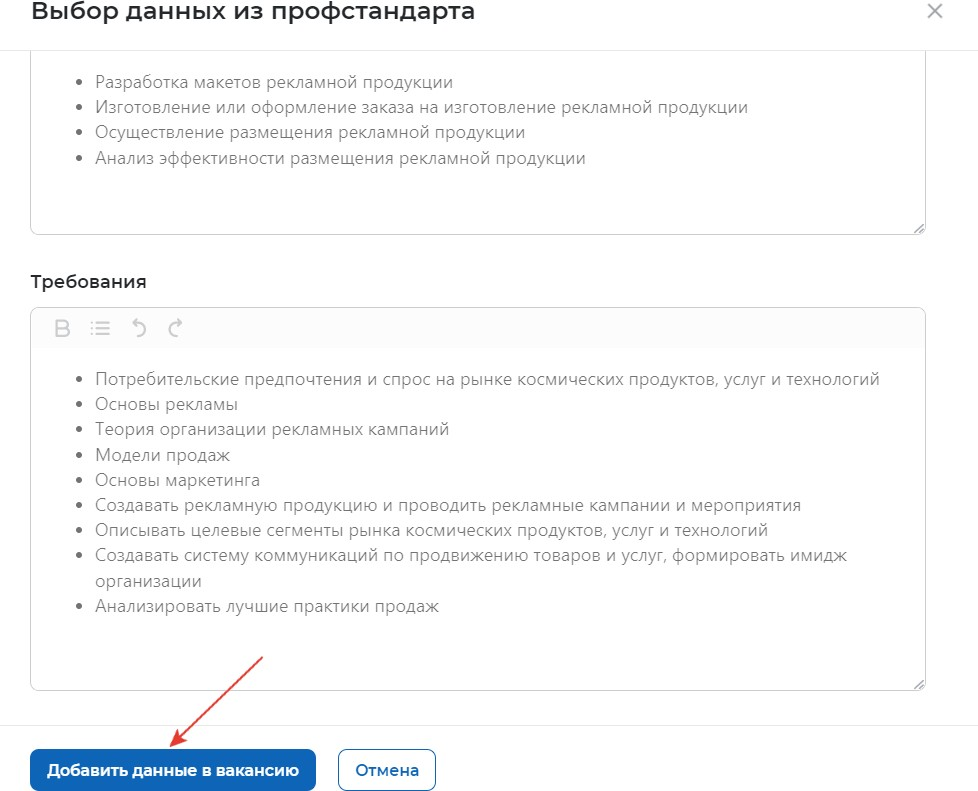 Выбор данных из профстандарта
Разработка макетов рекламной продукции
Изготовление или оформление заказа на изготовление рекламной продукции
Осуществление размещения рекламной продукции
Анализ эффективности размещения рекламной продукции
Требования
B
Потребительские предпочтения и спрос на рынке космических продуктов, услуг и технологий
Основы рекламы
Теория организации рекламных кампаний
Модели продаж
Основы маркетинга
Создавать рекламную продукцию и проводить рекламные кампании и мероприятия
Описывать целевые сегменты рынка космических продуктов, услуг и технологий
Создавать систему коммуникаций по продвижению товаров и услуг, формировать имидж
организации
Анализировать лучшие практики продаж
Добавить данные в вакансию
Отмена